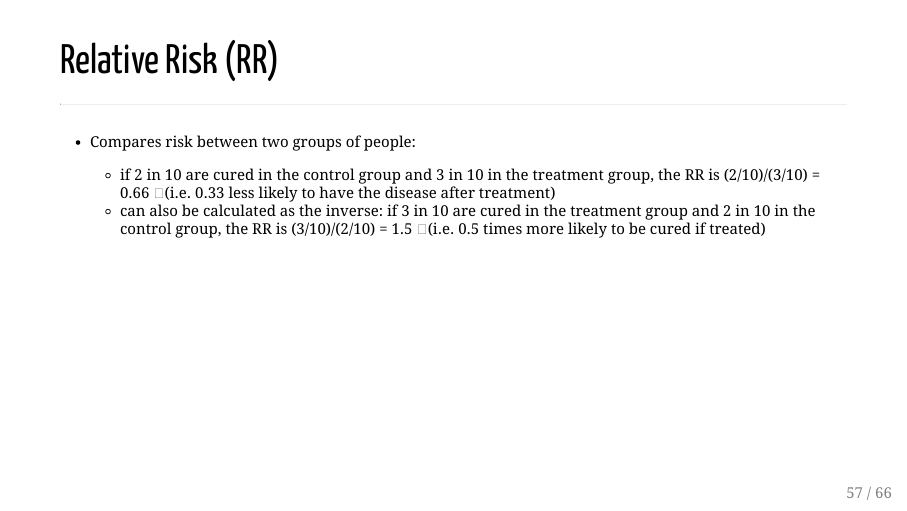 Relative Risk (RR)
• Compares risk between two groups of people:
◦ if 2 in 10 are cured in the control group and 3 in 10 in the treatment group, the RR is (2/10)/(3/10) =
0.66 (i.e. 0.33 less likely to have the disease after treatment)
◦ can also be calculated as the inverse: if 3 in 10 are cured in the treatment group and 2 in 10 in the
control group, the RR is (3/10)/(2/10) = 1.5 (i.e. 0.5 times more likely to be cured if treated)
57 / 66